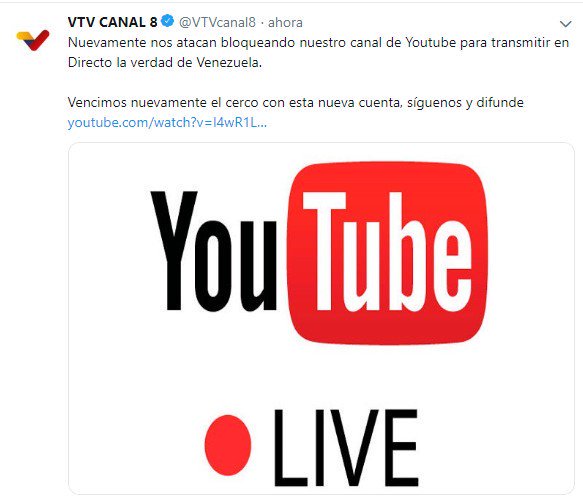 VTV CANAL 8 @VTVcanal8 · ahora
Nuevamente nos atacan bloqueando nuestro canal de Youtube para transmitir en
Directo la verdad de Venezuela.
Vencimos nuevamente el cerco con esta nueva cuenta, síguenos y difunde
youtube.com/watch?v=I4wR1L...
YouTube
LIVE